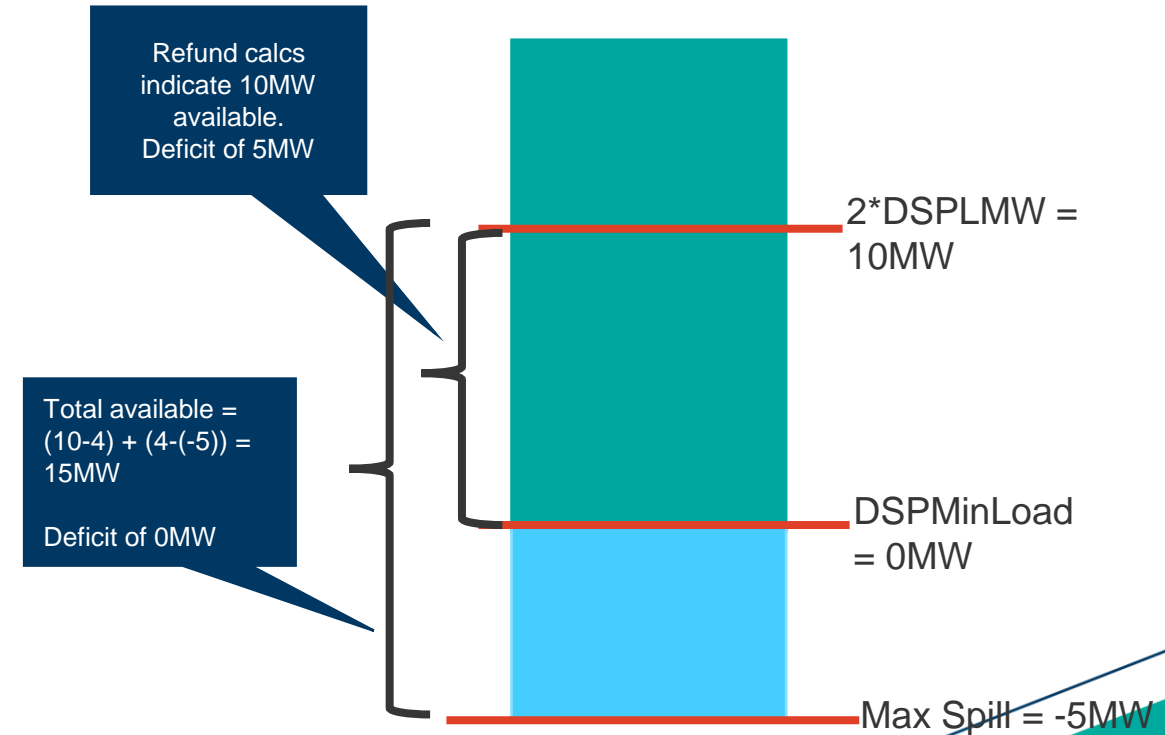 Refund calcs
indicate 10MW
available.
Deficit of 5MW
2*DSPLMW =
10MW
Total available =
(10-4) + (4-(-5)) =
15MW
Deficit of 0MW
DSPMinLoad
= 0MW
Max Spill = -5MW